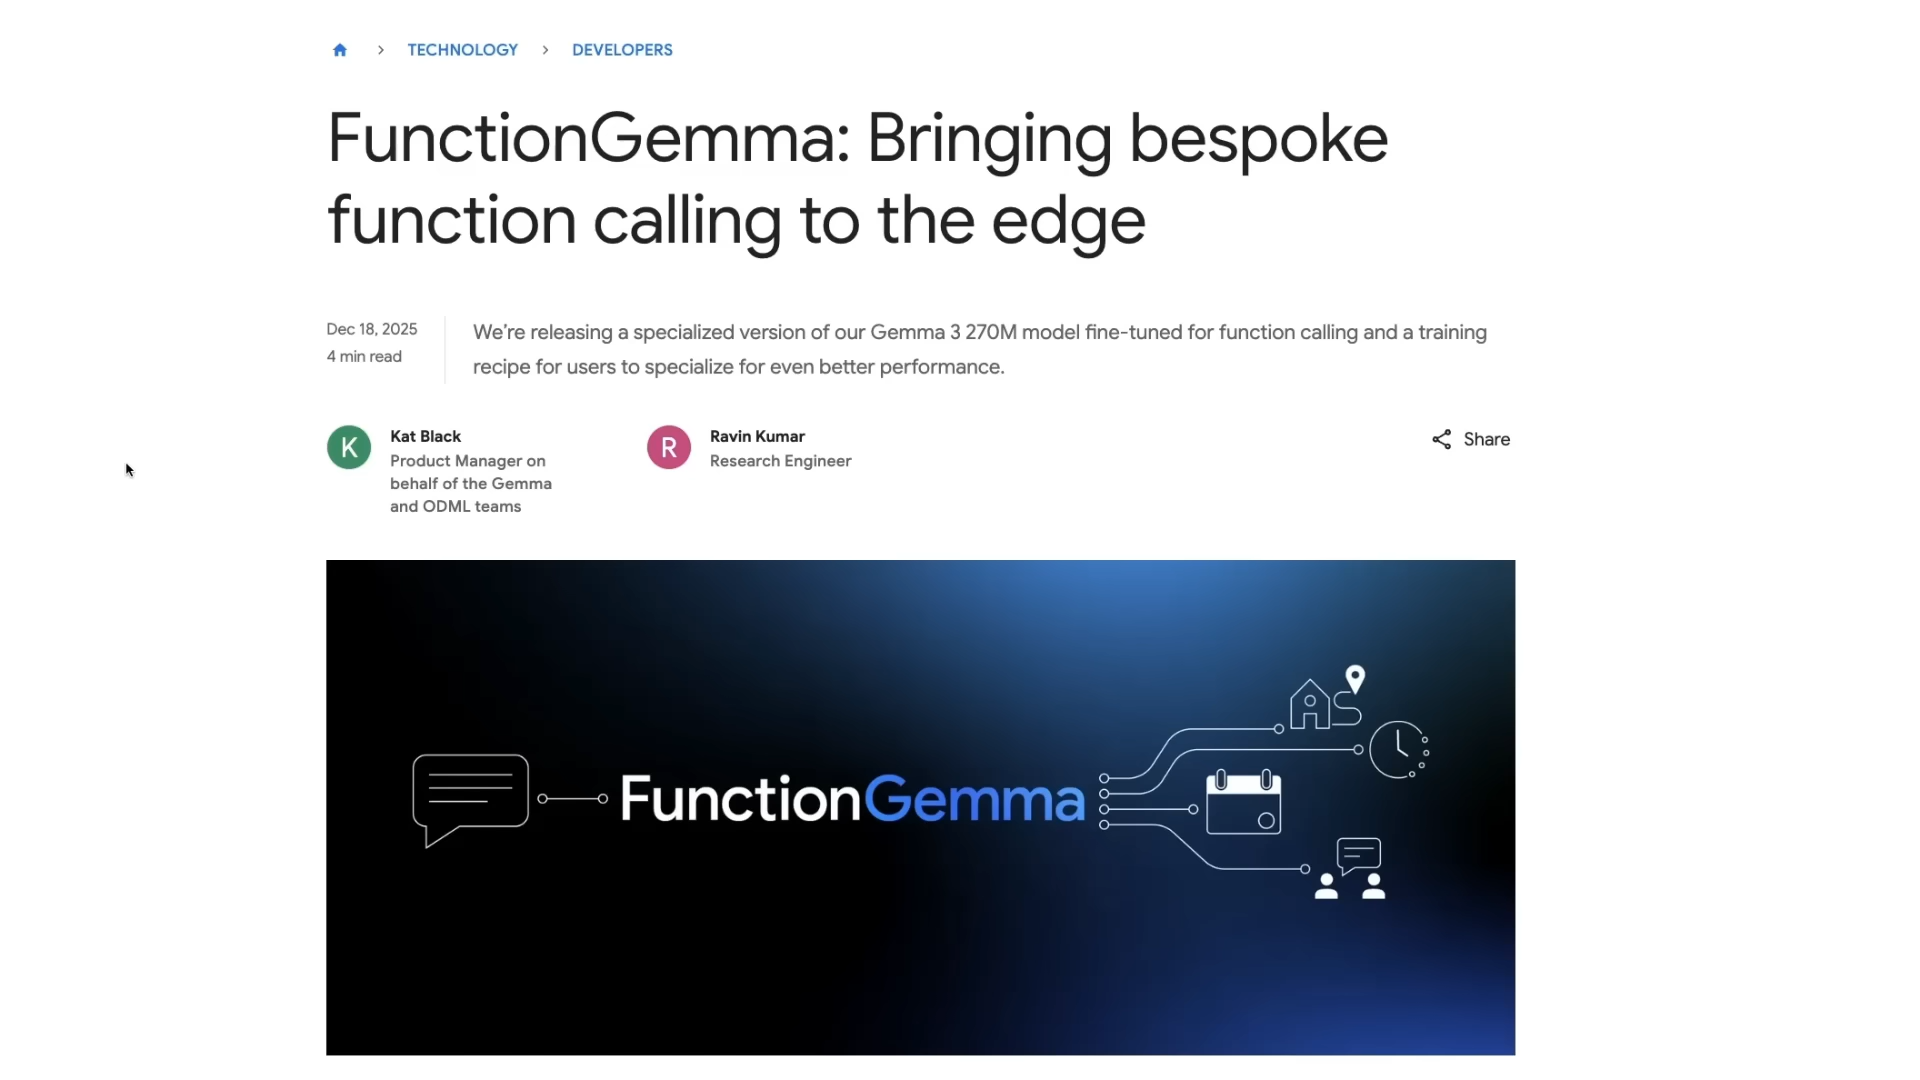 TECHNOLOGY > DEVELOPERS
FunctionGemma: Bringing bespoke
function calling to the edge
Dec 18, 2025
4 min read
We’re releasing a specialized version of our Gemma 3 270M model fine-tuned for function calling and a training
recipe for users to specialize for even better performance.
K
Kat Black
Product Manager on
behalf of the Gemma
and ODML teams
R
Ravin Kumar
Research Engineer
Share
FunctionGemma